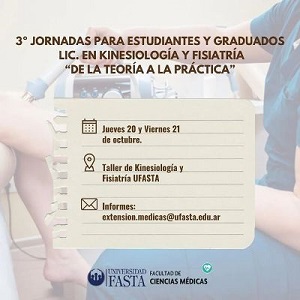 3° JORNADAS PARA ESTUDIANTES Y GRADUADOS
LIC. EN KINESIOLOGÍA Y FISIATRÍA
“DE LA TEORÍA A LA PRÁCTICA”
Jueves 20 y Viernes 21
de octubre.
Taller de Kinesiología y
Fisiatría UFASTA
Informes:
extension.medicas@ufasta.edu.ar
UNIVERSIDAD
FASTA
FACULTAD DE
CIENCIAS MÉDICAS